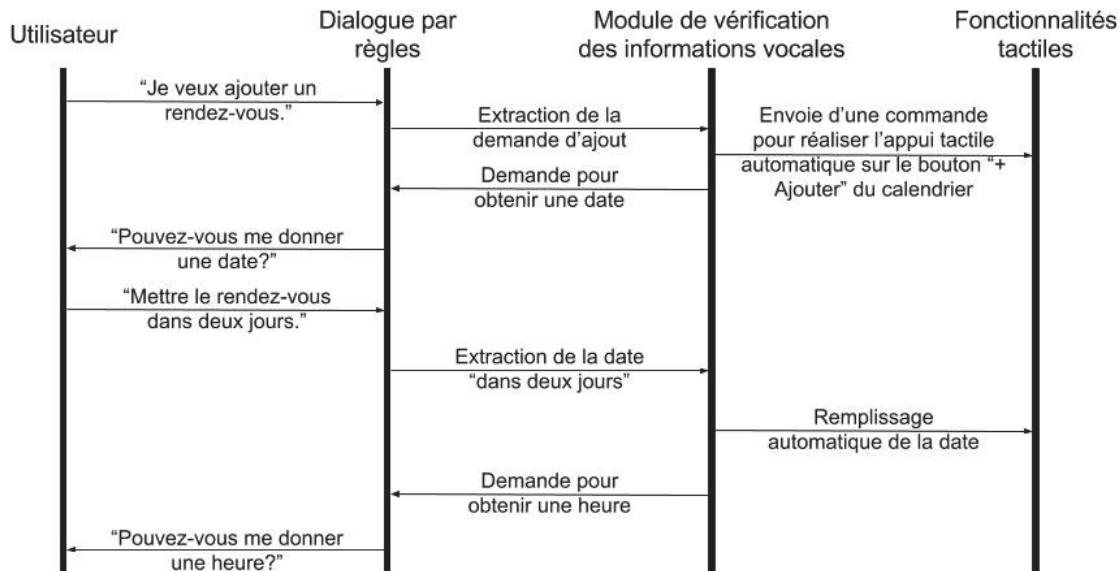 Utilisateur
Dialogue par
règles
Module de vérification
des informations vocales
Fonctionnalités
tactiles
“Je veux ajouter un
rendez-vous.”
Extraction de la
demande d’ajout
Envoie d’une commande
pour réaliser l’appui tactile
automatique sur le bouton “+
Ajouter” du calendrier
Demande pour
obtenir une date
“Pouvez-vous me donner
une date?”
“Mettre le rendez-vous
dans deux jours.”
Extraction de la date
“dans deux jours”
Remplissage
automatique de la date
Demande pour
obtenir une heure
“Pouvez-vous me donner
une heure?”